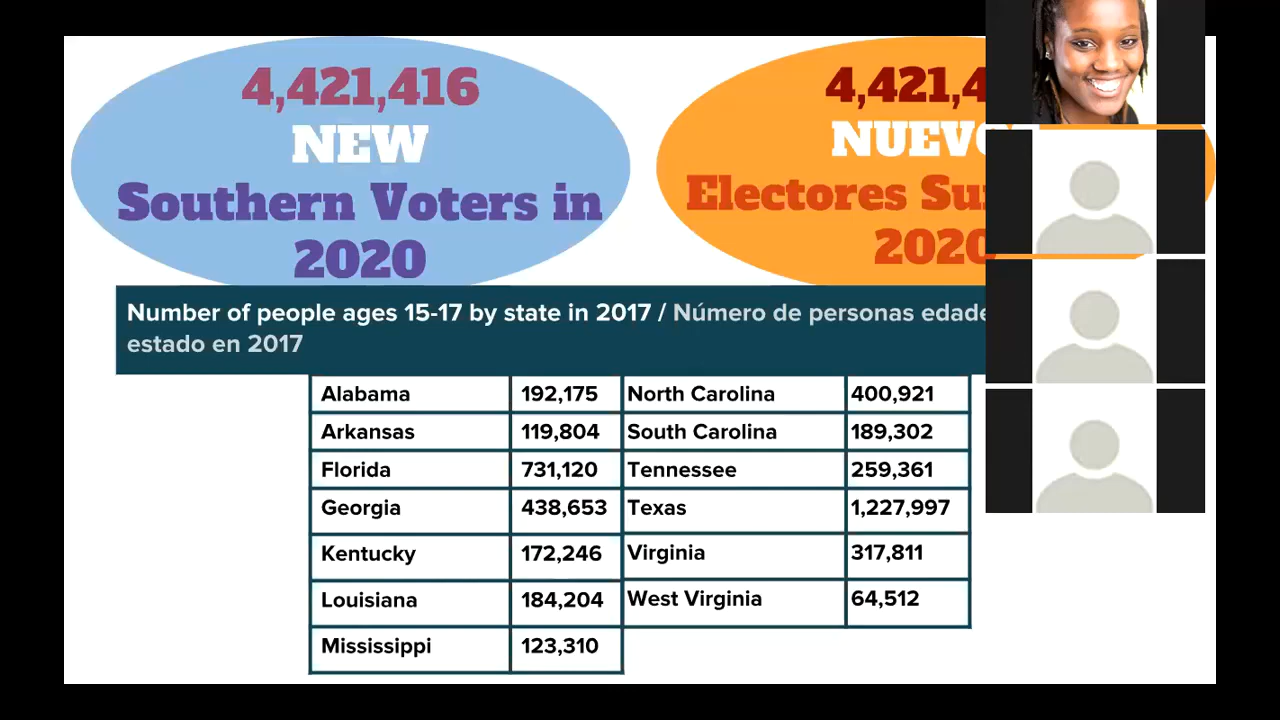 4,421,416
NEW
Southern Voters in
2020
4,421,4
NUEVO
Electores Su
2020
Number of people ages 15-17 by state in 2017 / Número de personas edade
estado en 2017
Alabama 192,175 North Carolina 400,921
Arkansas 119,804 South Carolina 189,302
Florida 731,120 Tennessee 259,361
Georgia 438,653 Texas 1,227,997
Kentucky 172,246 Virginia 317,811
Louisiana 184,204 West Virginia 64,512
Mississippi 123,310